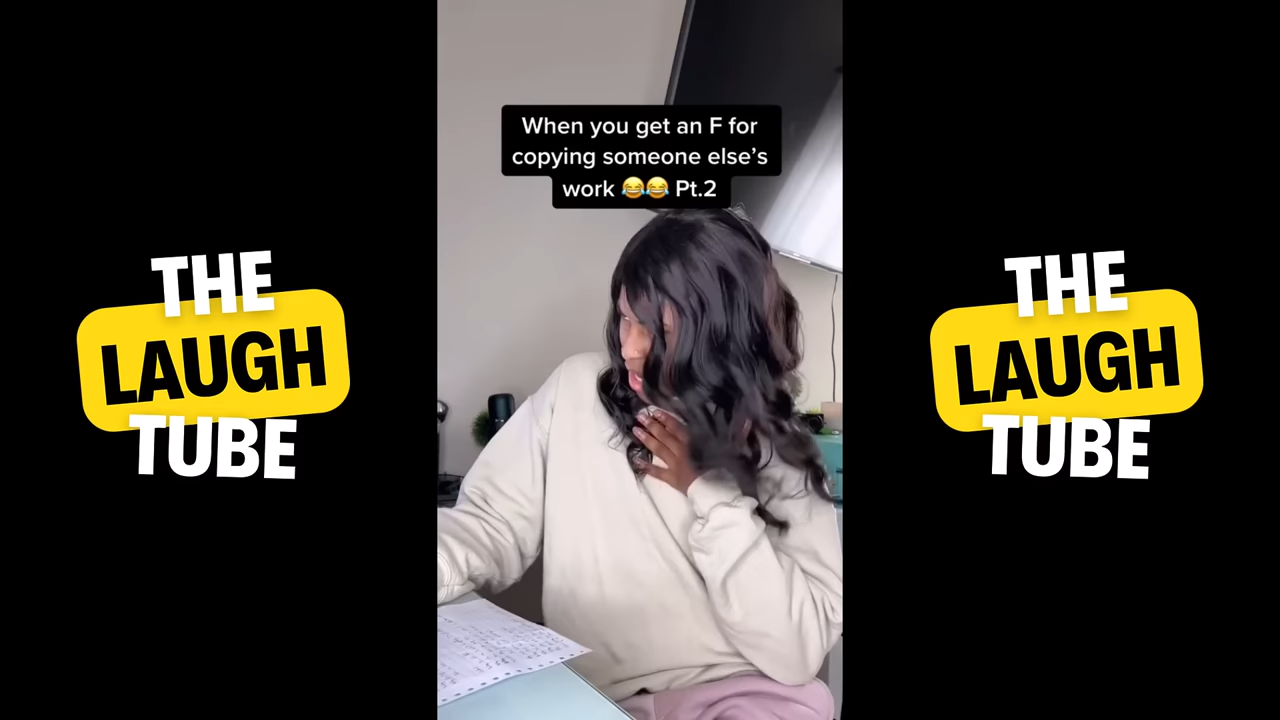 When you get an F for
copying someone else's
work 😂😂 Pt.2
THE
LAUGH
TUBE
THE
LAUGH
TUBE